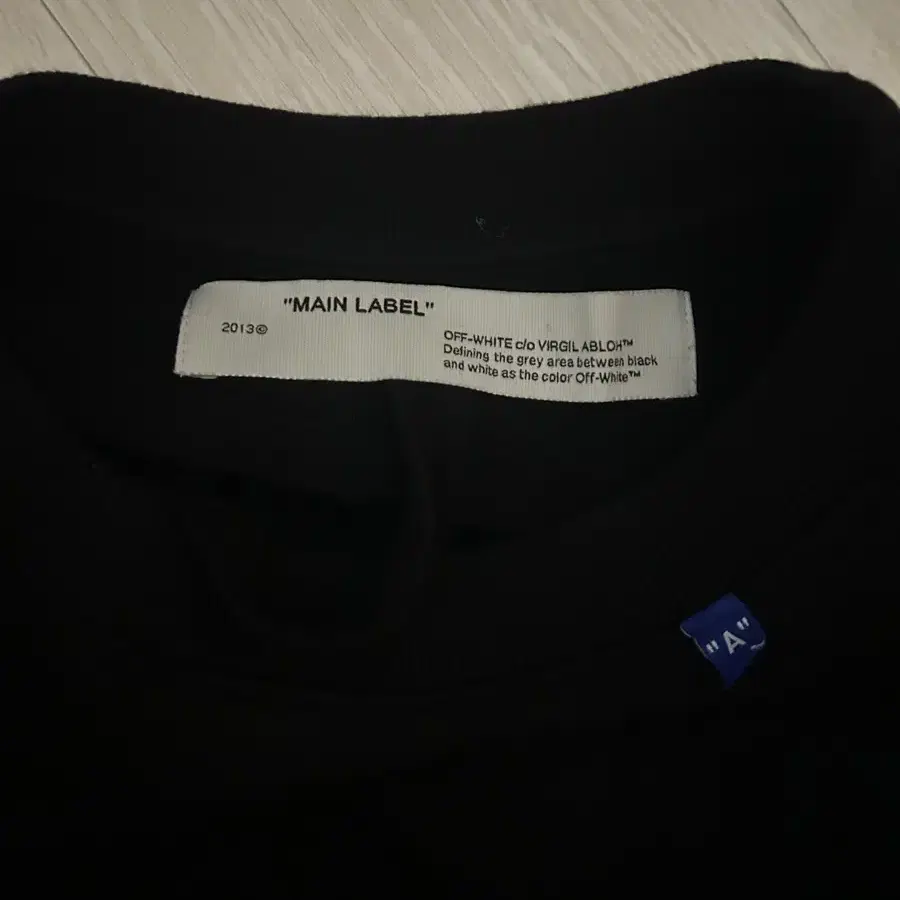 "MAIN LABEL"
2013©
OFF-WHITE c/o VIRGIL ABLOH™
Defining the grey area between black
and white as the color Off-White™
"A"